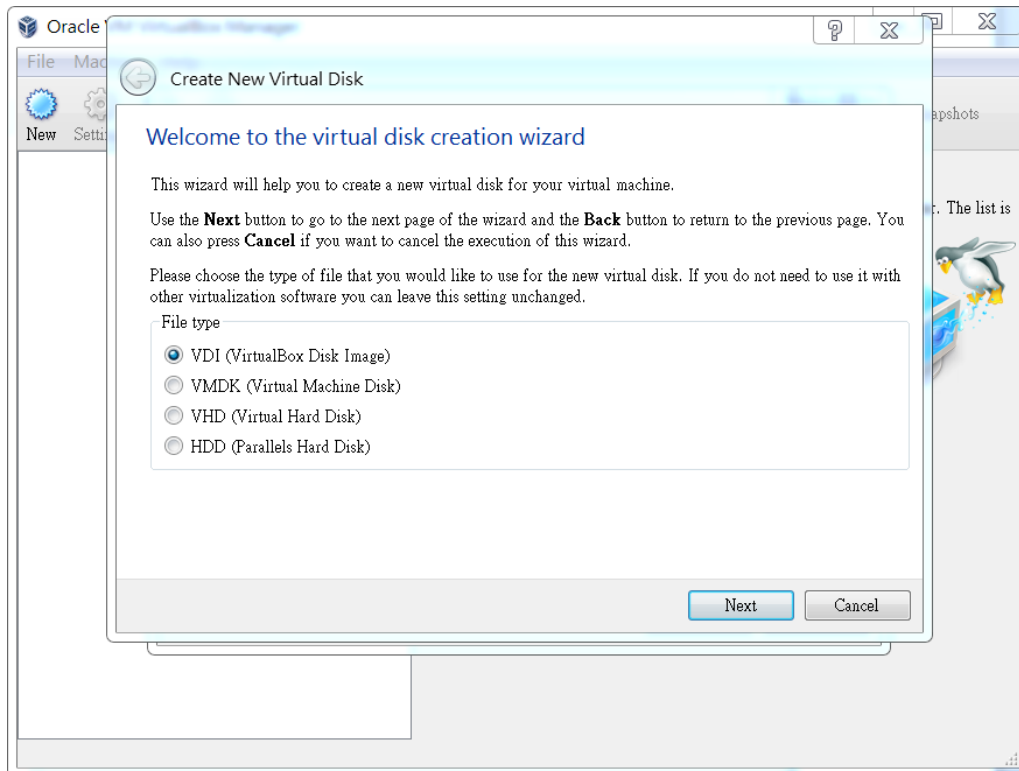 Oracle VM VirtualBox Manager
File
New
Create New Virtual Disk
apshots
Welcome to the virtual disk creation wizard
This wizard will help you to create a new virtual disk for your virtual machine.
Use the Next button to go to the next page of the wizard and the Back button to return to the previous page. You
can also press Cancel if you want to cancel the execution of this wizard.
r. The list is
Please choose the type of file that you would like to use for the new virtual disk. If you do not need to use it with
other virtualization software you can leave this setting unchanged.
File type
VDI (VirtualBox Disk Image)
VMDK (Virtual Machine Disk)
VHD (Virtual Hard Disk)
HDD (Parallels Hard Disk)
Next
Cancel